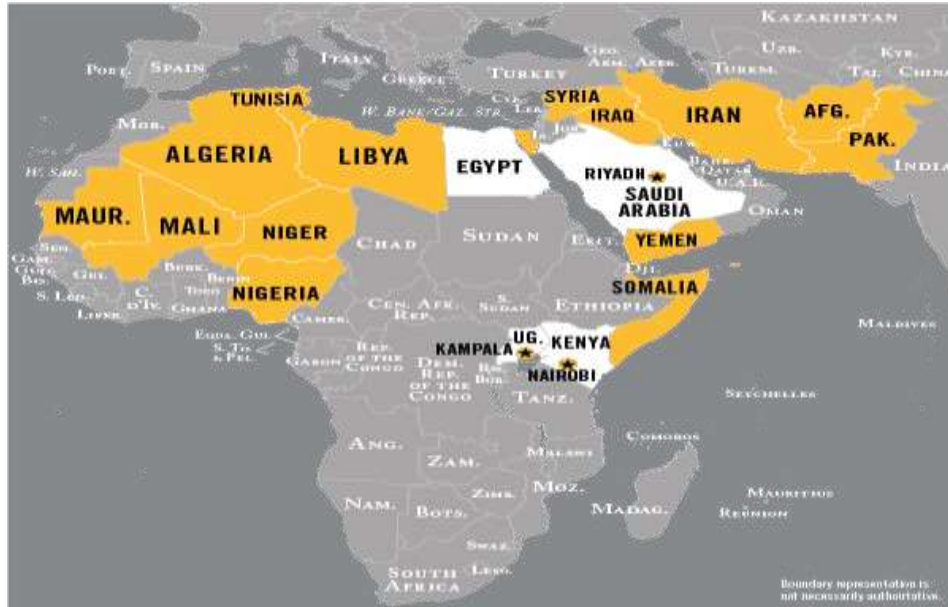 KAZAKHSTAN
GEO.
UZB.
KYR.
PORT.
SPAIN
ITALY
GREECE
TURKEY
ARM.
AZER.
TURKM.
TAJ.
CHINA
TUNISIA
W. BANK/GAZ. STR.
LEB.
SYRIA
IRAQ
IRAN
AFG.
PAK.
MOR.
ALGERIA
LIBYA
EGYPT
JOR.
KUW.
BAHR.
QATAR
U.A.E.
INDIA
W. SAH.
RIYADH
SAUDI
ARABIA
OMAN
MAUR.
MALI
NIGER
CHAD
SUDAN
ERIT.
YEMEN
SEN.
GAM.
GUI.
BURK.
BENIN
TOGO
NIGERIA
DJI.
SOMALIA
S. LEO.
C.
D'IV.
GHANA
LIBER.
CAMER.
CEN. AFR.
REP.
S.
SUDAN
ETHIOPIA
MALDIVES
EQUA. GUI.
S. TO.
& PRI.
GABON
REP.
OF THE
CONGO
DEM.
REP.
OF THE
CONGO
UG.
KENYA
KAMPALA
NAIROBI
BUR.
TANZ.
SEYCHELLES
COMOROS
ANG.
ZAM.
MALAWI
MOZ.
NAM.
BOTS.
ZIMB.
MADAG.
MAURITIUS
REUNION
SWAZ.
LESO.
SOUTH
AFRICA
Boundary representation is
not necessarily authoritative.